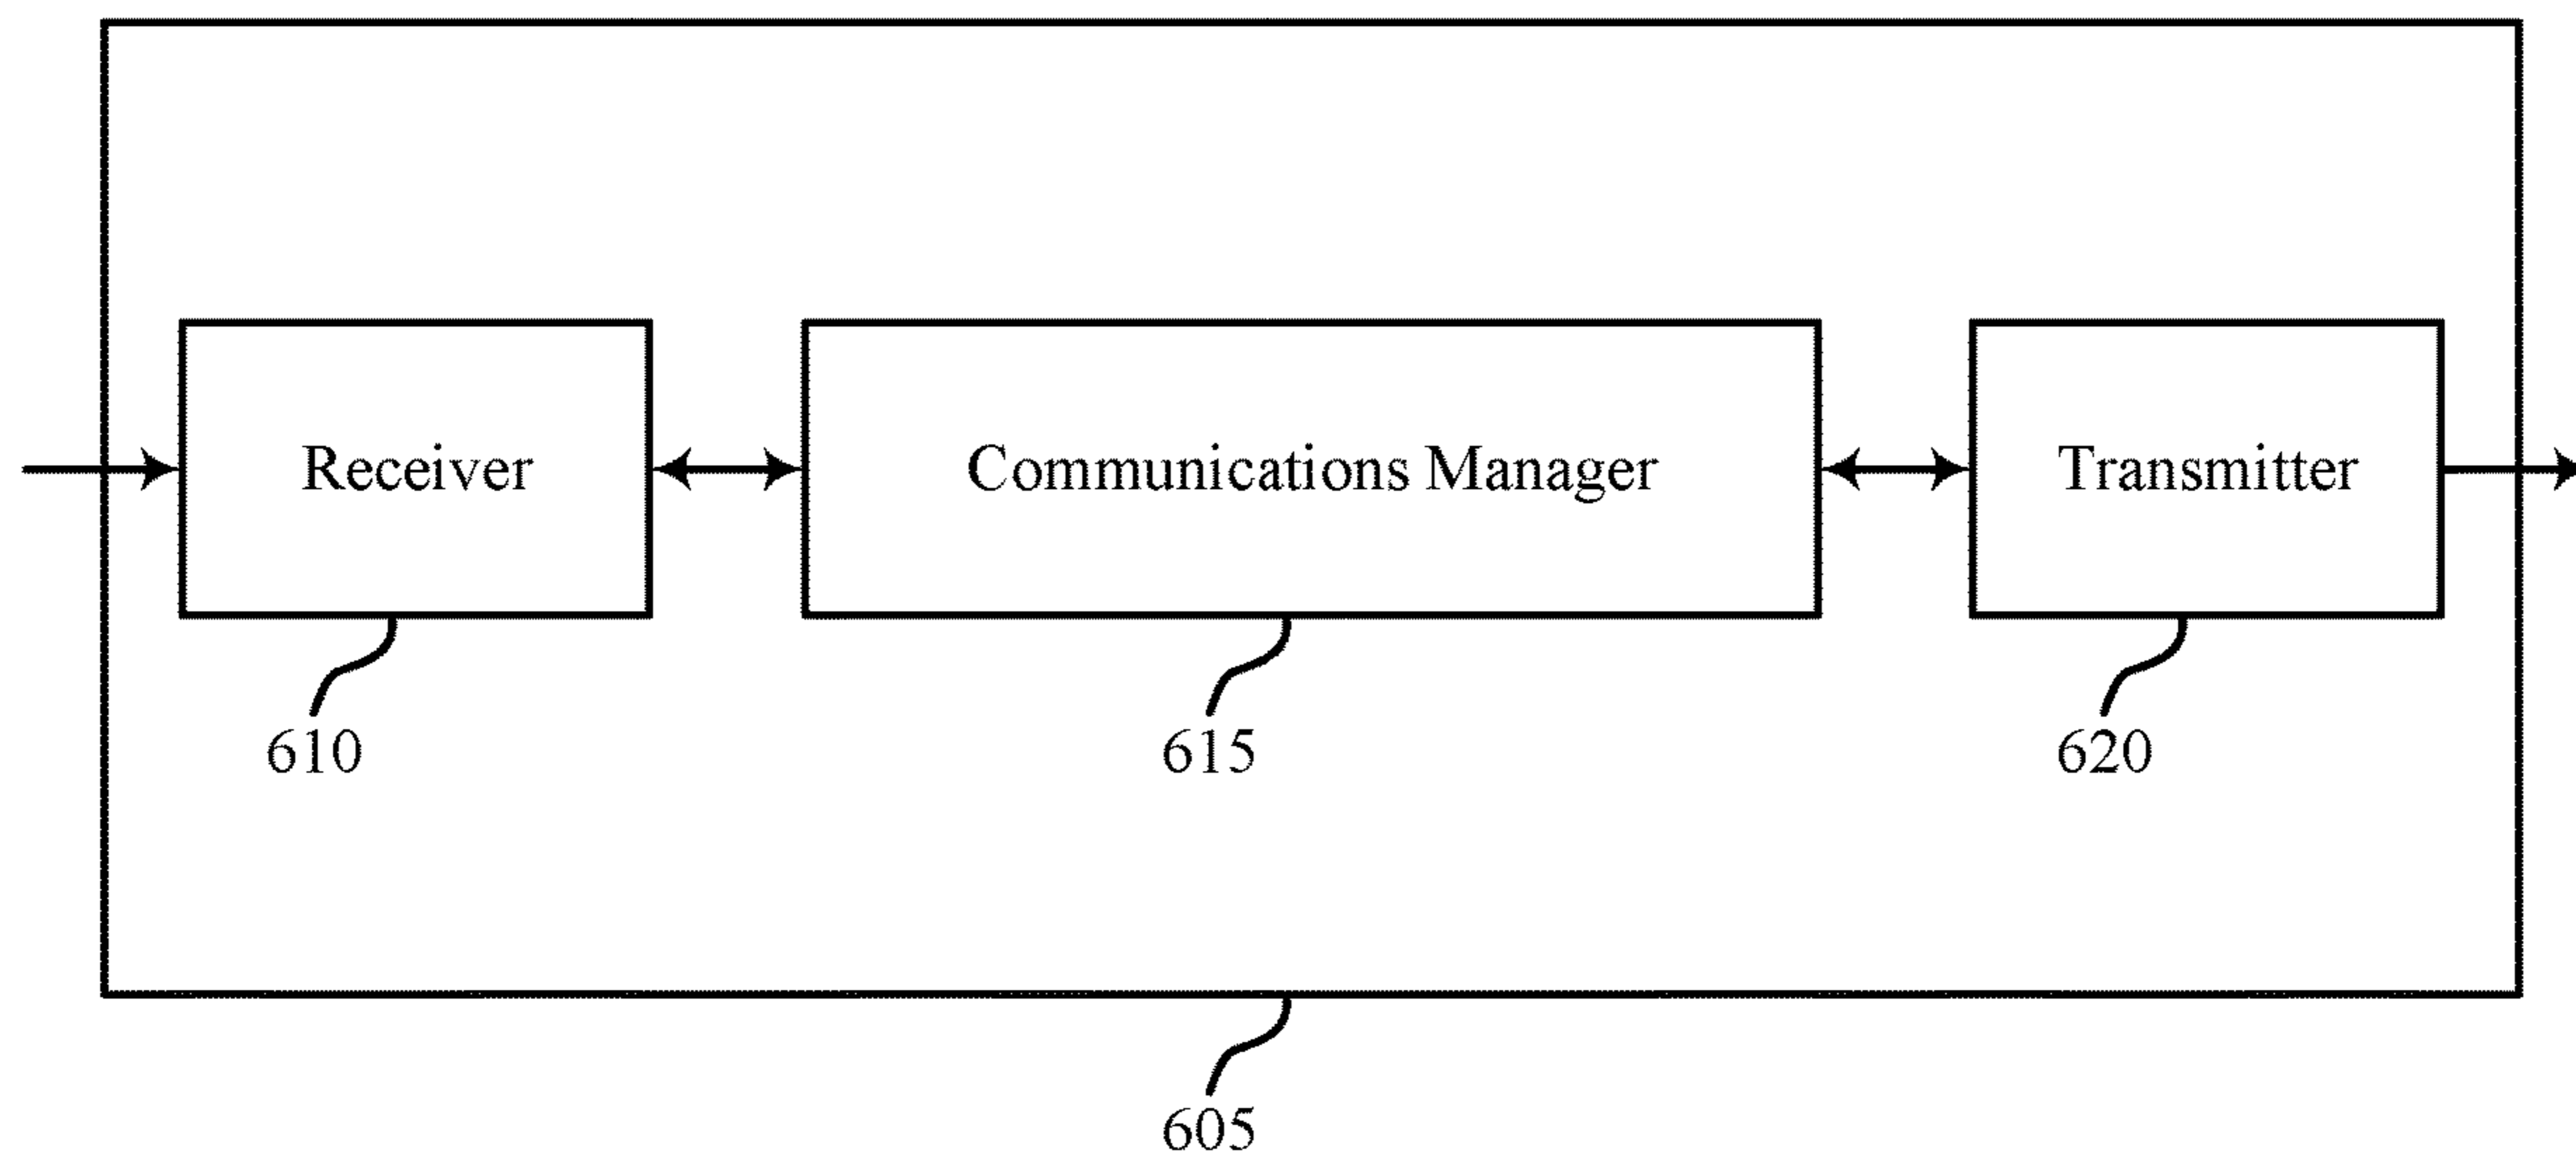 Receiver
Communications Manager
Transmitter
610
615
620
605